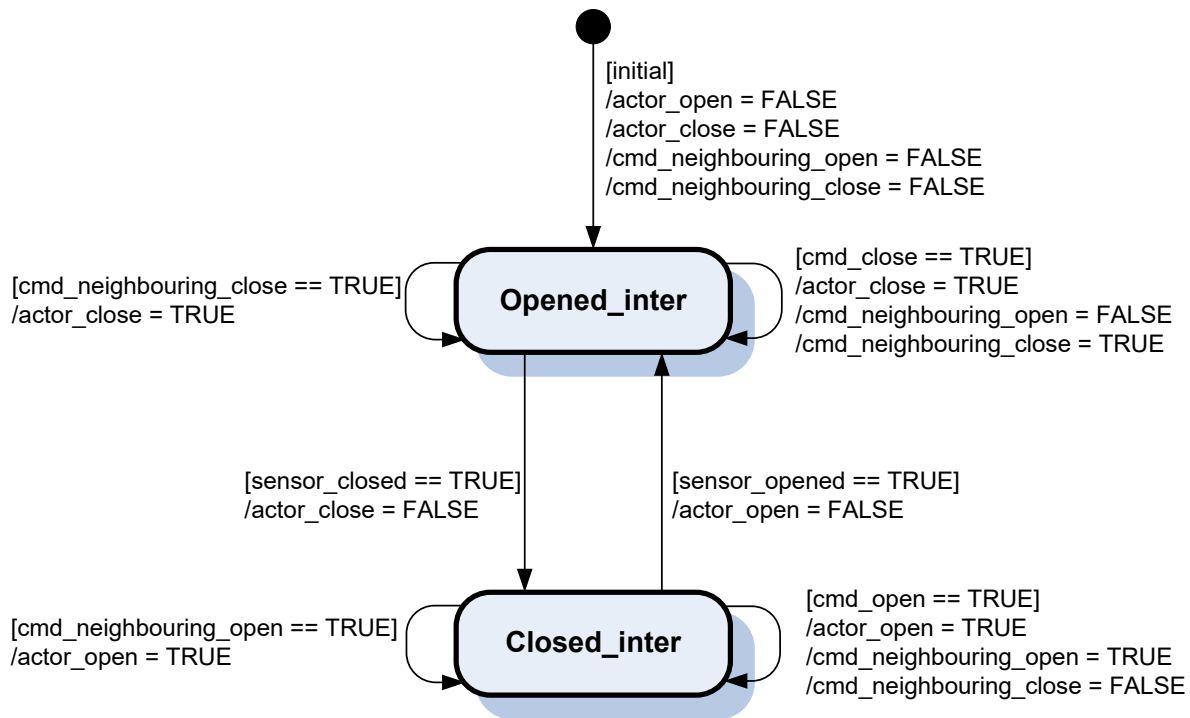 [initial]
/actor_open = FALSE
/actor_close = FALSE
/cmd_neighbouring_open = FALSE
/cmd_neighbouring_close = FALSE
[cmd_neighbouring_close == TRUE]
/actor_close = TRUE
Opened_inter
[cmd_close == TRUE]
/actor_close = TRUE
/cmd_neighbouring_open = FALSE
/cmd_neighbouring_close = TRUE
[sensor_closed == TRUE]
/actor_close = FALSE
[sensor_opened == TRUE]
/actor_open = FALSE
[cmd_neighbouring_open == TRUE]
/actor_open = TRUE
Closed_inter
[cmd_open == TRUE]
/actor_open = TRUE
/cmd_neighbouring_open = TRUE
/cmd_neighbouring_close = FALSE